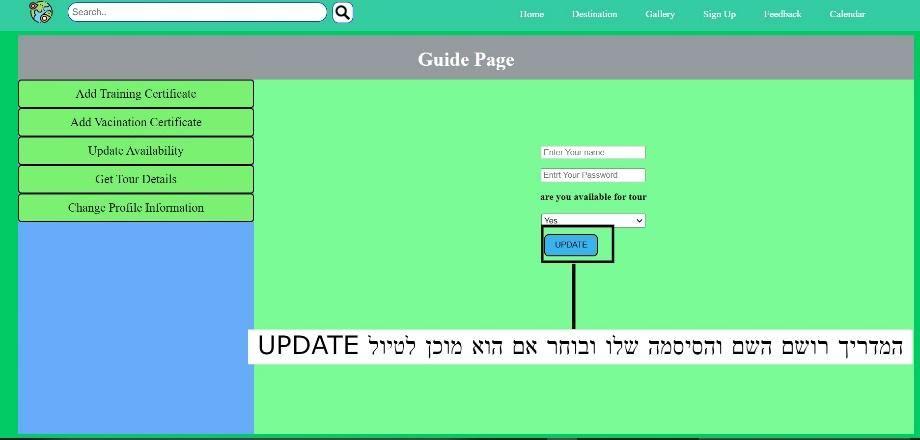 Search..
Home Destination Gallery Sign Up Feedback Calendar
Guide Page
Add Training Certificate
Add Vacination Certificate
Update Availability
Get Tour Details
Change Profile Information
Enter Your name
Entrt Your Password
are you available for tour
Yes
UPDATE
המדריך רושם השם והסיסמה שלו ובוחר אם הוא מוכן לטיול UPDATE